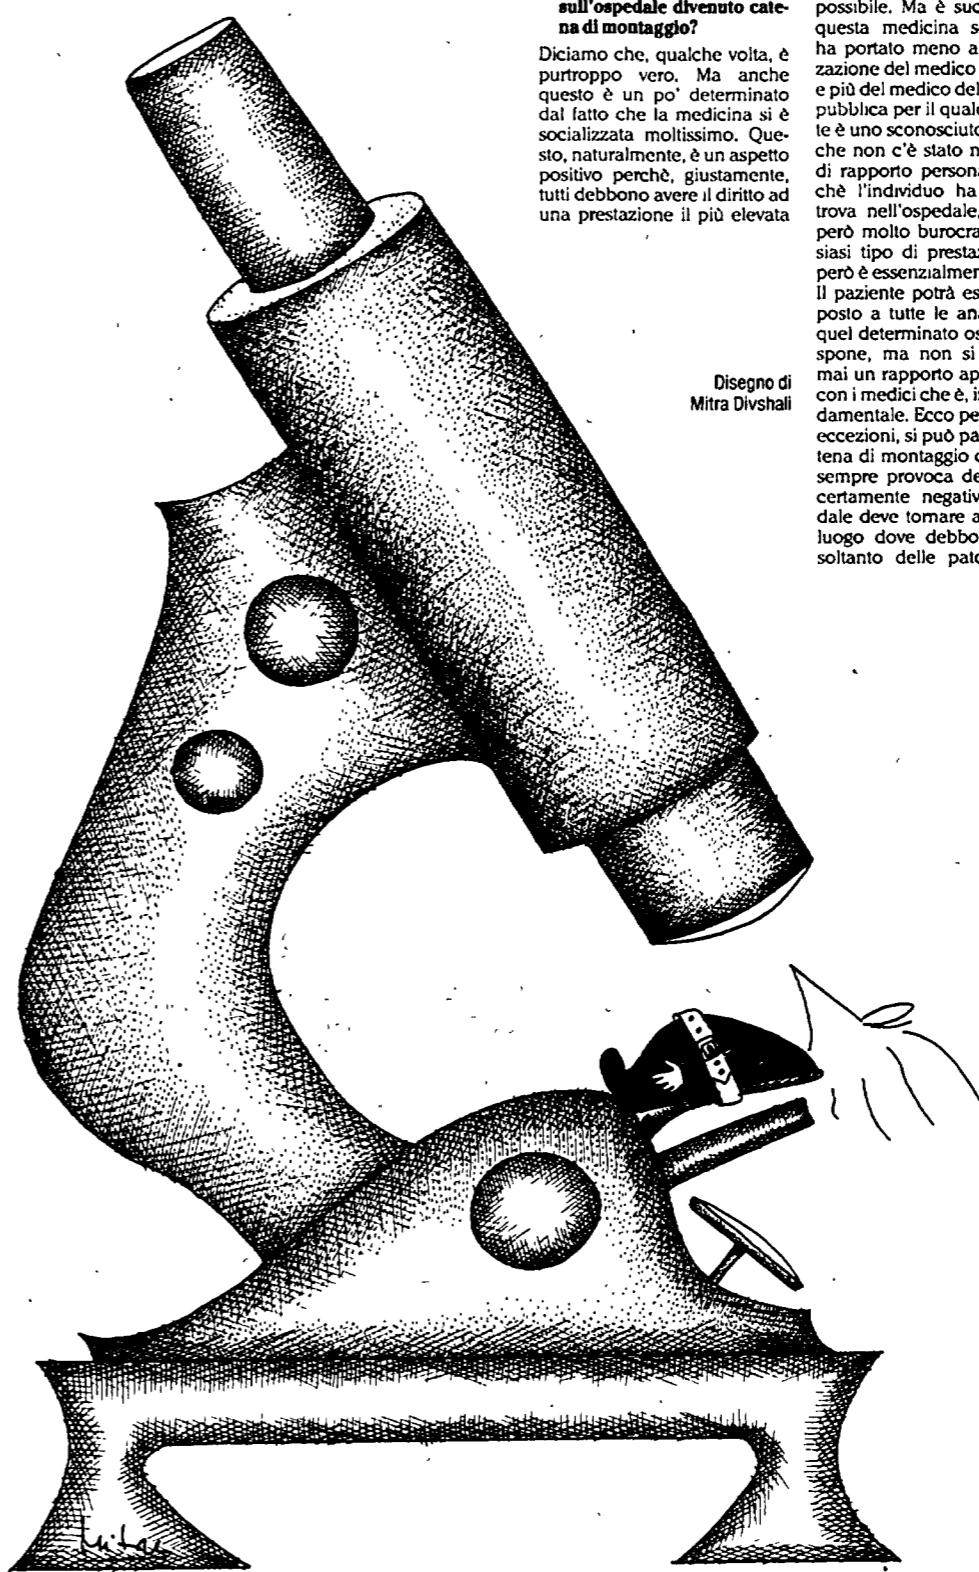 sull'ospedale divenuto cate-
na di montaggio?
Diciamo che, qualche volta, è
purtroppo vero. Ma anche
questo è un po' determinato
dal fatto che la medicina si è
socializzata moltissimo. Que-
sto, naturalmente, è un aspetto
positivo perchè, giustamente,
tutti debbono avere il diritto ad
una prestazione il più elevata
possibile. Ma è suc
questa medicina s
ha portato meno a
zazione del medico
e più del medico del
pubblica per il qual
te è uno sconosciuto
che non c'è stato n
di rapporto person
chè l'individuo ha
trova nell'ospedale,
però molto burocra
siasi tipo di presta
però è essenzialmen
Il paziente potrà es
posto a tutte le an
quel determinato os
spone, ma non si
mai un rapporto ap
con i medici che è, i
damentale. Ecco pe
eccezioni, si può pa
tena di montaggio c
sempre provoca de
certamente negativ
dale deve tornare a
luogo dove debbo
soltanto delle pato
Disegno di
Mitra Divshali